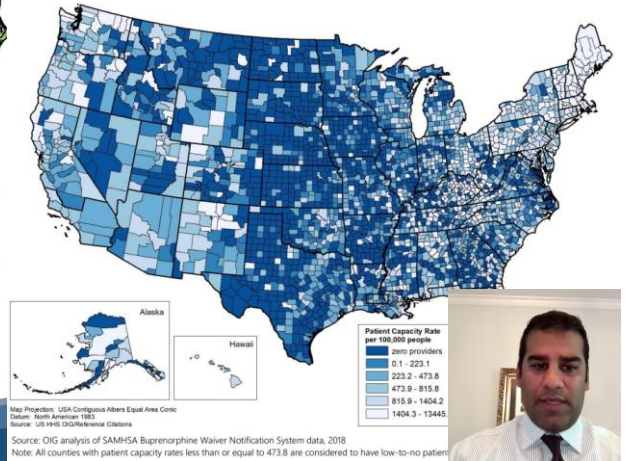 Alaska
Hawaii
Patient Capacity Rate
per 100,000 people
zero providers
0.1 - 223.1
223.2 - 473.8
473.9 - 815.8
815.9 - 1404.2
1404.3 - 13445.
Map Projection: USA Contiguous Albers Equal Area Conic
Datum: North American 1983
Source: US HHS OIG/Reference Citations
Source: OIG analysis of SAMHSA Buprenorphine Waiver Notification System data, 2018
Note: All counties with patient capacity rates less than or equal to 473.8 are considered to have low-to-no patien